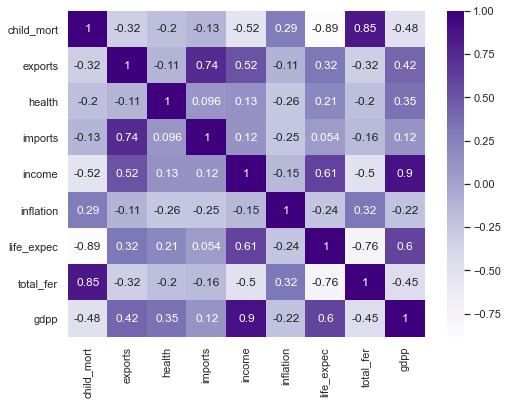 child_mort 1 -0.32 -0.2 -0.13 -0.52 0.29 -0.89 0.85 -0.48
exports -0.32 1 -0.11 0.74 0.52 -0.11 0.32 -0.32 0.42
health -0.2 -0.11 1 0.096 0.13 -0.26 0.21 -0.2 0.35
imports -0.13 0.74 0.096 1 0.12 -0.25 0.054 -0.16 0.12
income -0.52 0.52 0.13 0.12 1 -0.15 0.61 -0.5 0.9
inflation 0.29 -0.11 -0.26 -0.25 -0.15 1 -0.24 0.32 -0.22
life_expec -0.89 0.32 0.21 0.054 0.61 -0.24 1 -0.76 0.6
total_fer 0.85 -0.32 -0.2 -0.16 -0.5 0.32 -0.76 1 -0.45
gdpp -0.48 0.42 0.35 0.12 0.9 -0.22 0.6 -0.45 1
child_mort exports health imports income inflation life_expec total_fer gdpp
1.00
0.75
0.50
0.25
0.00
-0.25
-0.50
-0.75